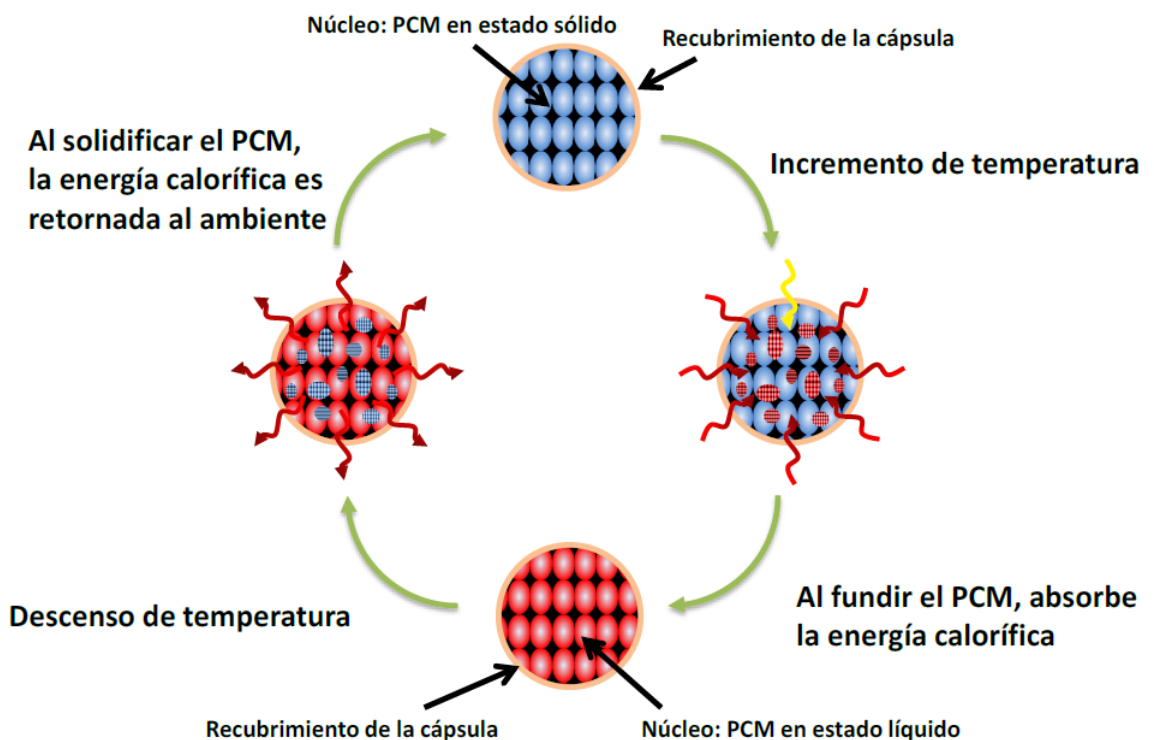 Núcleo: PCM en estado sólido
Recubrimiento de la cápsula
Al solidificar el PCM,
la energía calorífica es
retornada al ambiente
Incremento de temperatura
Descenso de temperatura
Al fundir el PCM, absorbe
la energía calorífica
Recubrimiento de la cápsula
Núcleo: PCM en estado líquido